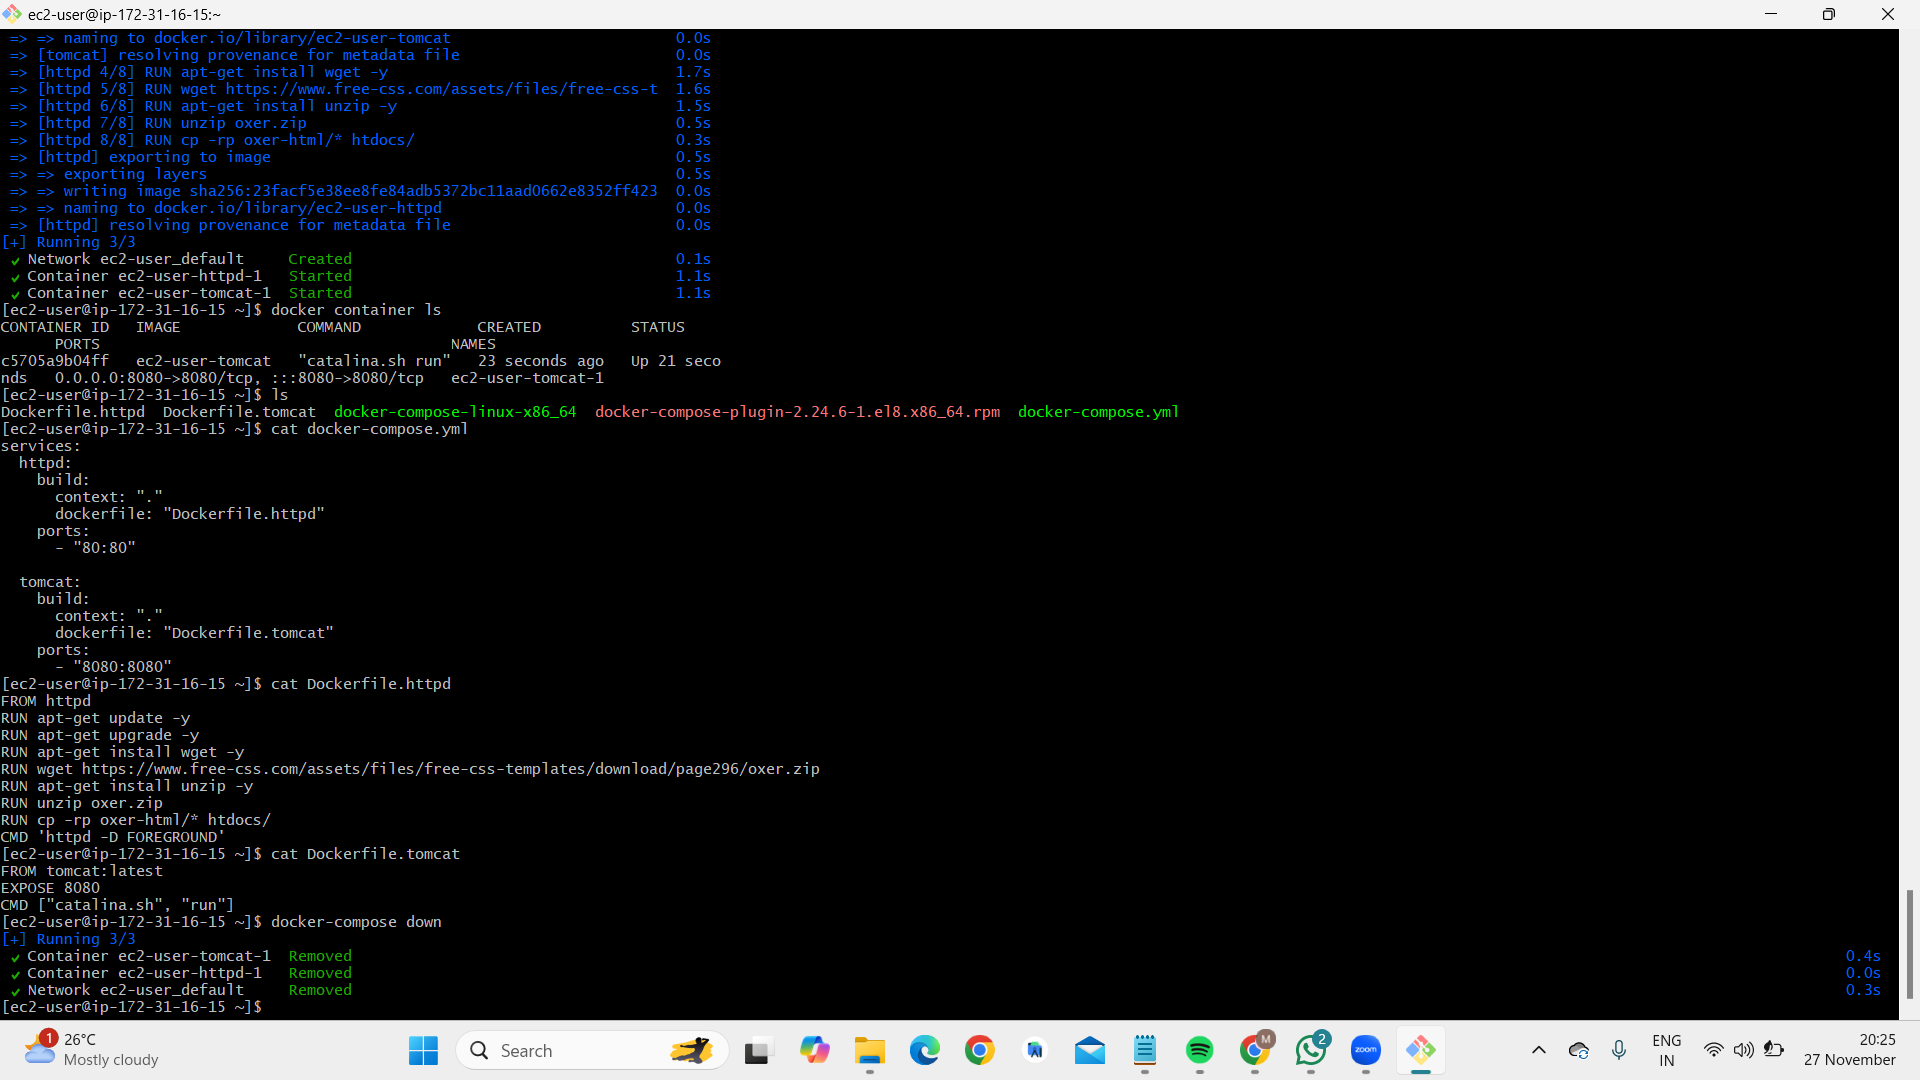 ec2-user@ip-172-31-16-15:~
=> => naming to docker.io/library/ec2-user-tomcat 0.0s
=> [tomcat] resolving provenance for metadata file 0.0s
=> [httpd 4/8] RUN apt-get install wget -y 1.7s
=> [httpd 5/8] RUN wget https://www.free-css.com/assets/files/free-css-t 1.6s
=> [httpd 6/8] RUN apt-get install unzip -y 1.5s
=> [httpd 7/8] RUN unzip oxer.zip 0.5s
=> [httpd 8/8] RUN cp -rp oxer-html/* htdocs/ 0.3s
=> [httpd] exporting to image 0.5s
=> => exporting layers 0.5s
=> => writing image sha256:23facf5e38ee8fe84adb5372bc11aad0662e8352ff423 0.0s
=> => naming to docker.io/library/ec2-user-httpd 0.0s
=> [httpd] resolving provenance for metadata file 0.0s
[+] Running 3/3
✔ Network ec2-user_default Created 0.1s
✔ Container ec2-user-httpd-1 Started 1.1s
✔ Container ec2-user-tomcat-1 Started 1.1s
[ec2-user@ip-172-31-16-15 ~]$ docker container ls
CONTAINER ID IMAGE COMMAND CREATED STATUS
PORTS NAMES
c5705a9b04ff ec2-user-tomcat "catalina.sh run" 23 seconds ago Up 21 seco
nds 0.0.0.0:8080->8080/tcp, :::8080->8080/tcp ec2-user-tomcat-1
[ec2-user@ip-172-31-16-15 ~]$ ls
Dockerfile.httpd Dockerfile.tomcat docker-compose-linux-x86_64 docker-compose-plugin-2.24.6-1.el8.x86_64.rpm docker-compose.yml
[ec2-user@ip-172-31-16-15 ~]$ cat docker-compose.yml
services:
httpd:
build:
context: "."
dockerfile: "Dockerfile.httpd"
ports:
- "80:80"
tomcat:
build:
context: "."
dockerfile: "Dockerfile.tomcat"
ports:
- "8080:8080"
[ec2-user@ip-172-31-16-15 ~]$ cat Dockerfile.httpd
FROM httpd
RUN apt-get update -y
RUN apt-get upgrade -y
RUN apt-get install wget -y
RUN wget https://www.free-css.com/assets/files/free-css-templates/download/page296/oxer.zip
RUN apt-get install unzip -y
RUN unzip oxer.zip
RUN cp -rp oxer-html/* htdocs/
CMD 'httpd -D FOREGROUND'
[ec2-user@ip-172-31-16-15 ~]$ cat Dockerfile.tomcat
FROM tomcat:latest
EXPOSE 8080
CMD ["catalina.sh", "run"]
[ec2-user@ip-172-31-16-15 ~]$ docker-compose down
[+] Running 3/3
✔ Container ec2-user-tomcat-1 Removed 0.4s
✔ Container ec2-user-httpd-1 Removed 0.0s
✔ Network ec2-user_default Removed 0.3s
[ec2-user@ip-172-31-16-15 ~]$
1
26°C
Mostly cloudy
Search
M
2
zoom
ENG
IN
20:25
27 November